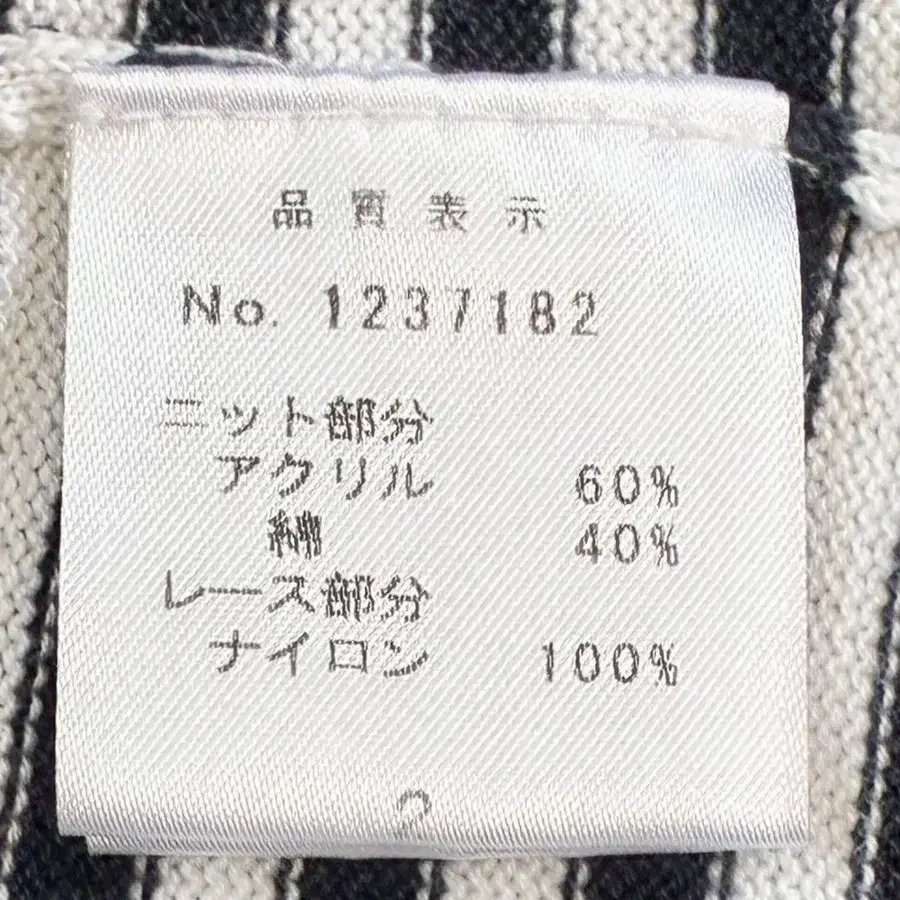 品質表示
No. 1237182
ニット部分
アクリル 60%
綿 40%
レース部分
ナイロン 100%
2